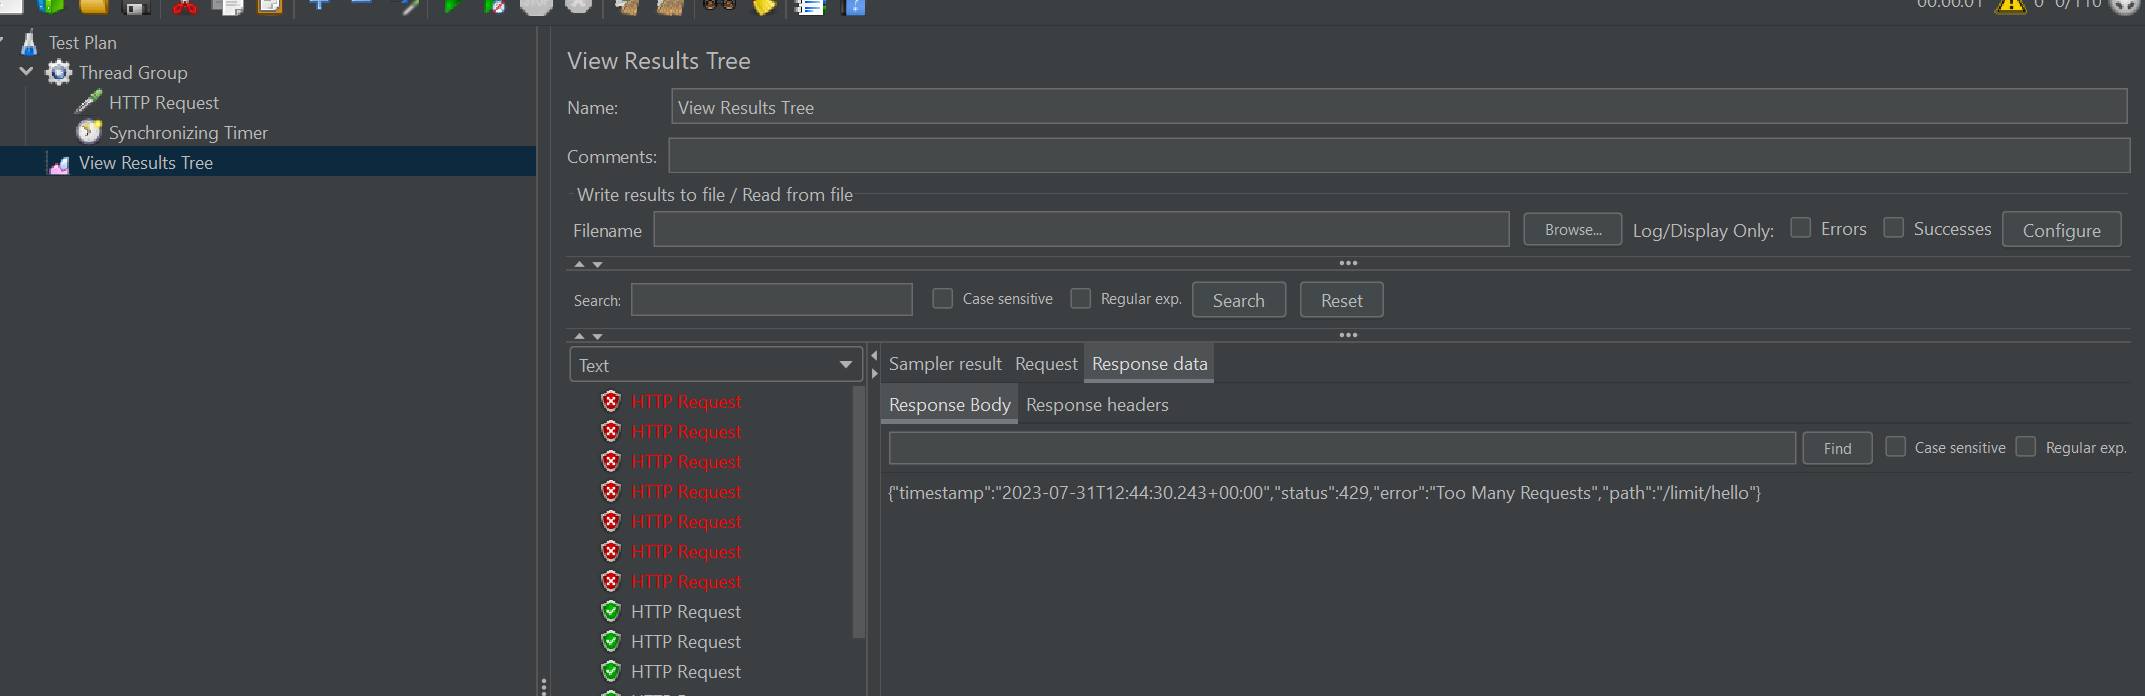 00:00:01 0 0/110
Test Plan
Thread Group
HTTP Request
Synchronizing Timer
View Results Tree
View Results Tree
Name: View Results Tree
Comments:
Write results to file / Read from file
Filename Browse... Log/Display Only: Errors Successes Configure
Search: Case sensitive Regular exp. Search Reset
Text
Sampler result Request Response data
Response Body Response headers
Find Case sensitive Regular exp.
{"timestamp":"2023-07-31T12:44:30.243+00:00","status":429,"error":"Too Many Requests","path":"/limit/hello"}
HTTP Request
HTTP Request
HTTP Request
HTTP Request
HTTP Request
HTTP Request
HTTP Request
HTTP Request
HTTP Request
HTTP Request